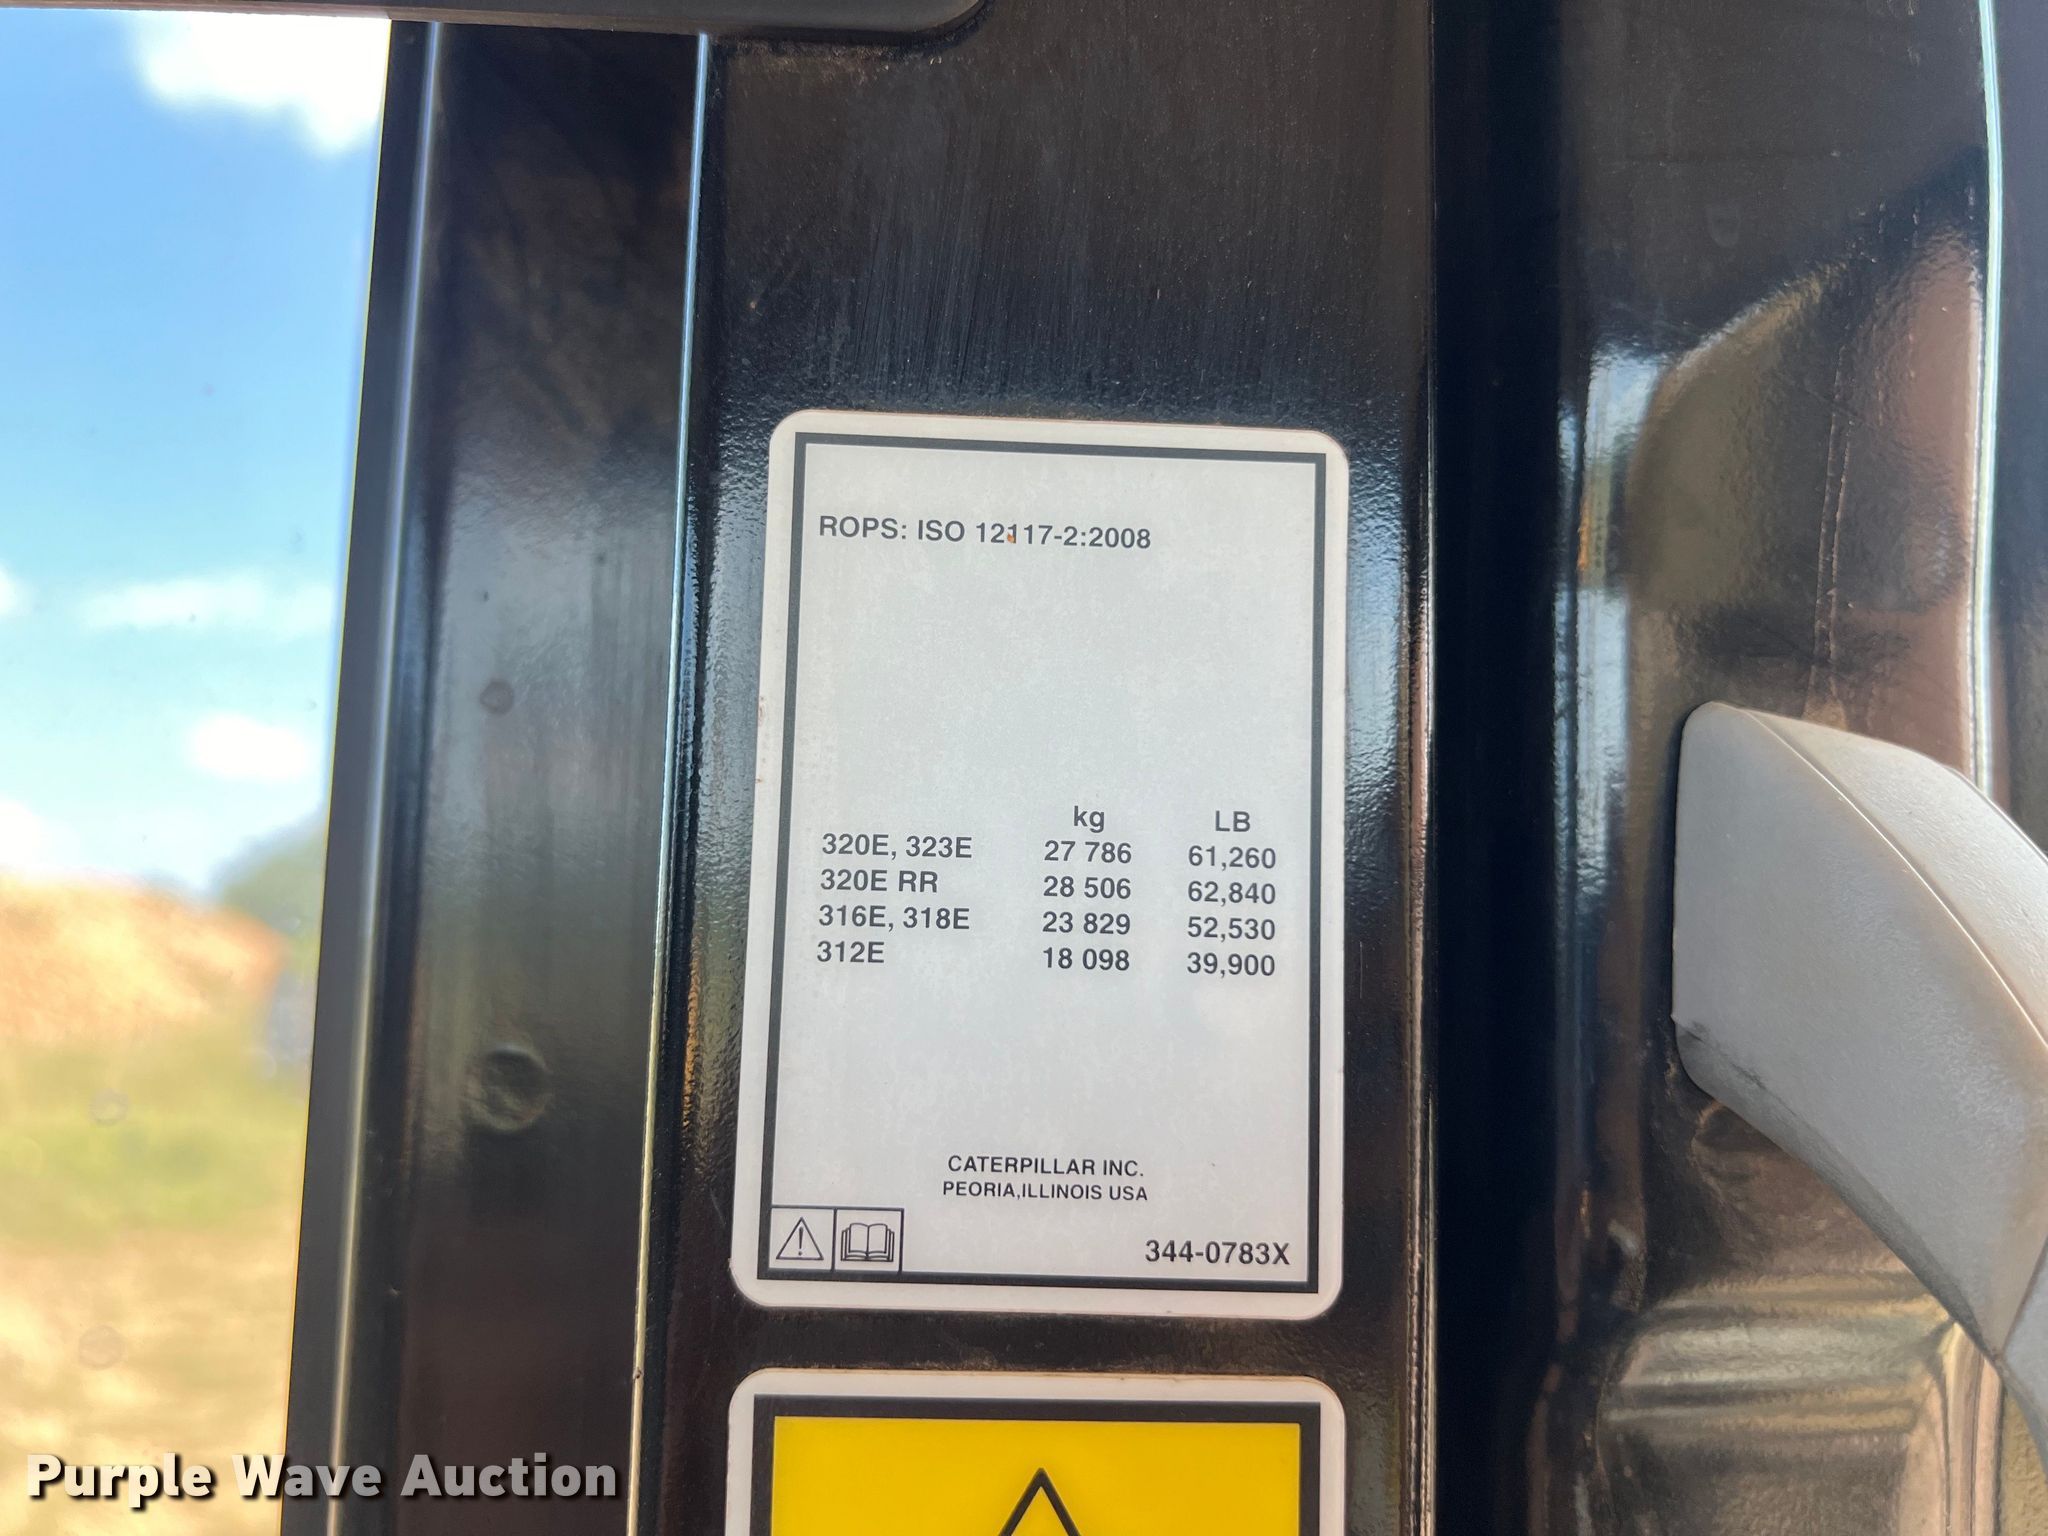 ROPS: ISO 12117-2:2008
kg LB
320E, 323E 27 786 61,260
320E RR 28 506 62,840
316E, 318E 23 829 52,530
312E 18 098 39,900
CATERPILLAR INC.
PEORIA,ILLINOIS USA
344-0783X
Purple Wave Auction